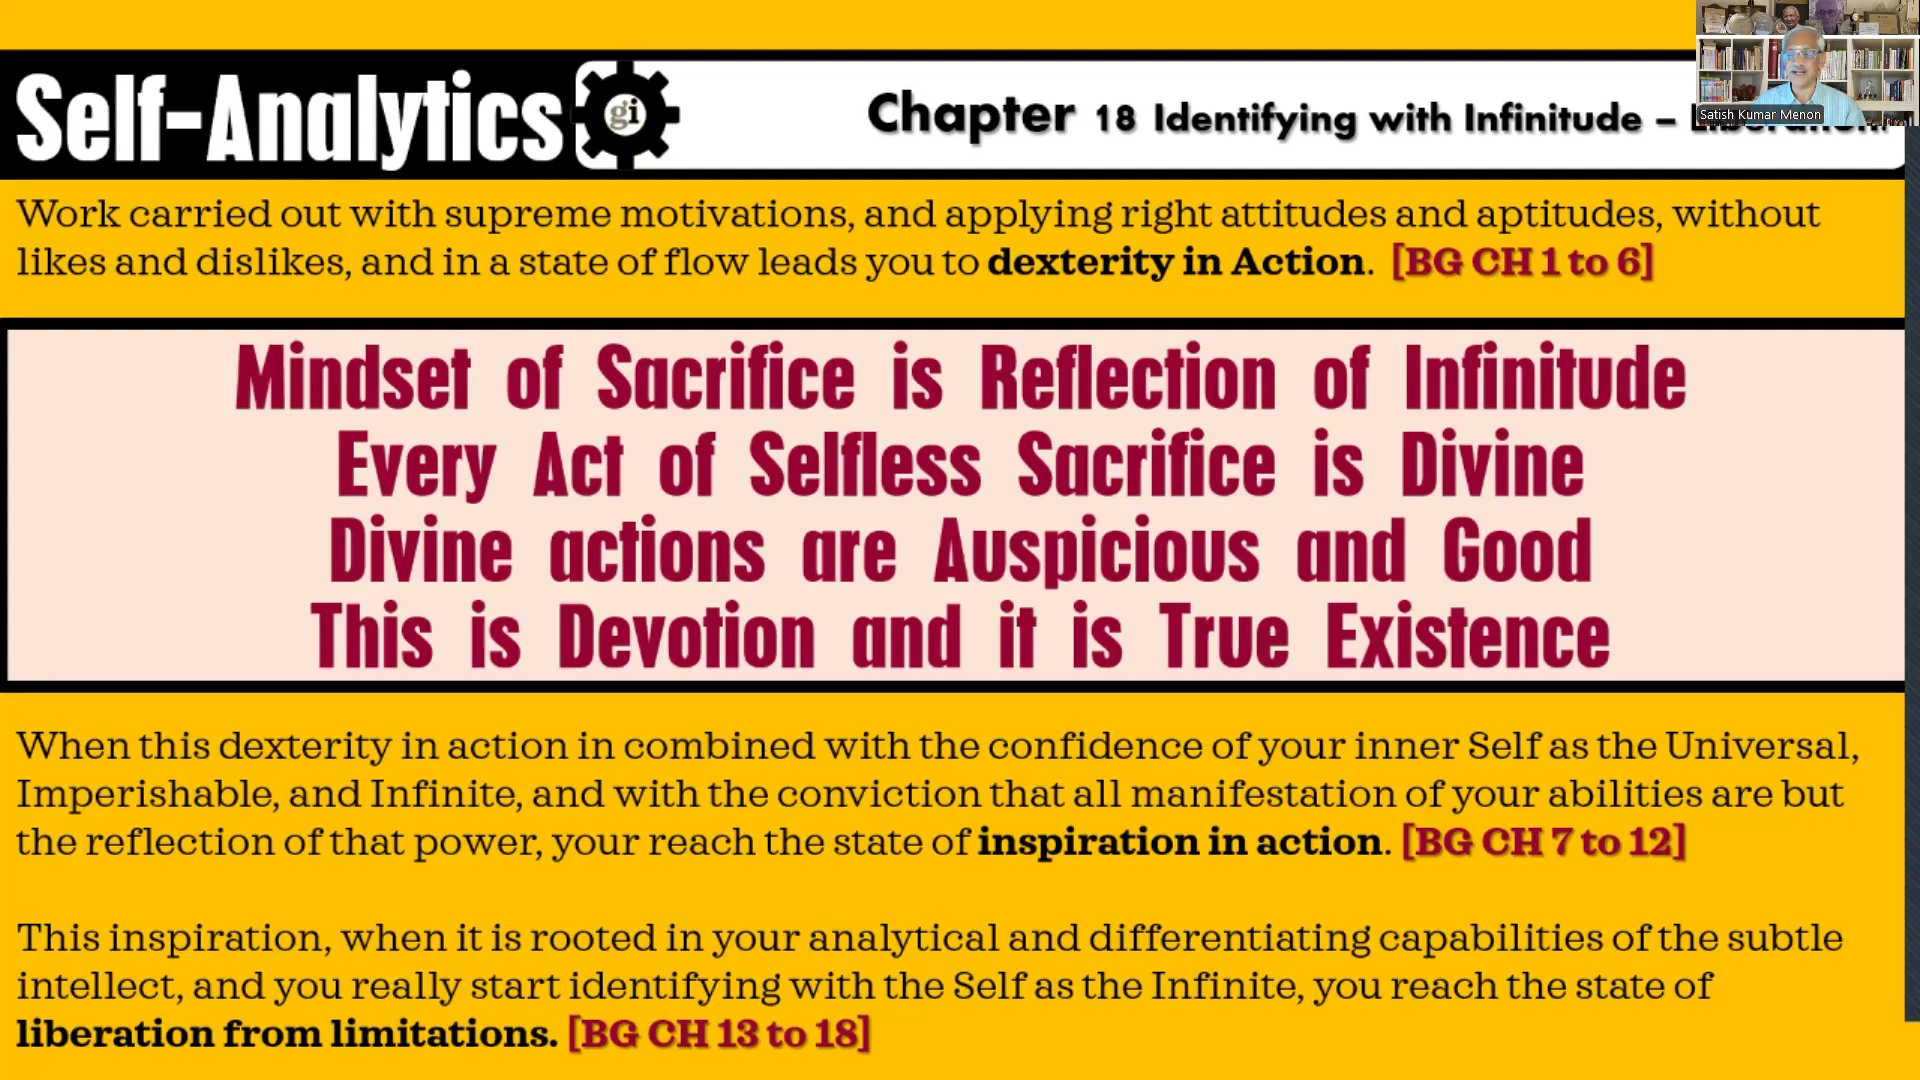 Self-Analytics
gi
Chapter 18 Identifying with Infinitude –
Satish Kumar Menon
Work carried out with supreme motivations, and applying right attitudes and aptitudes, without
likes and dislikes, and in a state of flow leads you to dexterity in Action. [BG CH 1 to 6]
Mindset of Sacrifice is Reflection of Infinitude
Every Act of Selfless Sacrifice is Divine
Divine actions are Auspicious and Good
This is Devotion and it is True Existence
When this dexterity in action in combined with the confidence of your inner Self as the Universal,
Imperishable, and Infinite, and with the conviction that all manifestation of your abilities are but
the reflection of that power, your reach the state of inspiration in action. [BG CH 7 to 12]
This inspiration, when it is rooted in your analytical and differentiating capabilities of the subtle
intellect, and you really start identifying with the Self as the Infinite, you reach the state of
liberation from limitations. [BG CH 13 to 18]